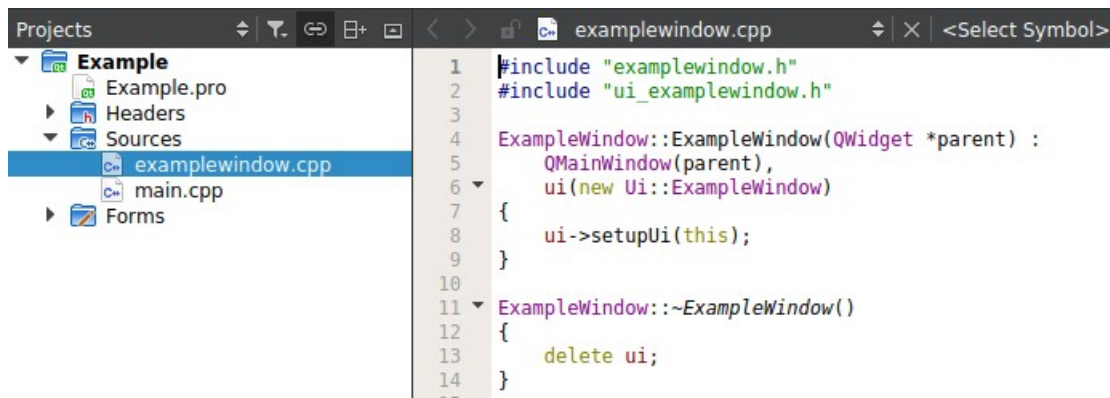 Projects
Example
Example.pro
Headers
Sources
examplewindow.cpp
main.cpp
Forms
examplewindow.cpp <Select Symbol>
1 #include "examplewindow.h"
2 #include "ui_examplewindow.h"
3
4 ExampleWindow::ExampleWindow(QWidget *parent) :
5     QMainWindow(parent),
6     ui(new Ui::ExampleWindow)
7 {
8     ui->setupUi(this);
9 }
10
11 ExampleWindow::~ExampleWindow()
12 {
13     delete ui;
14 }